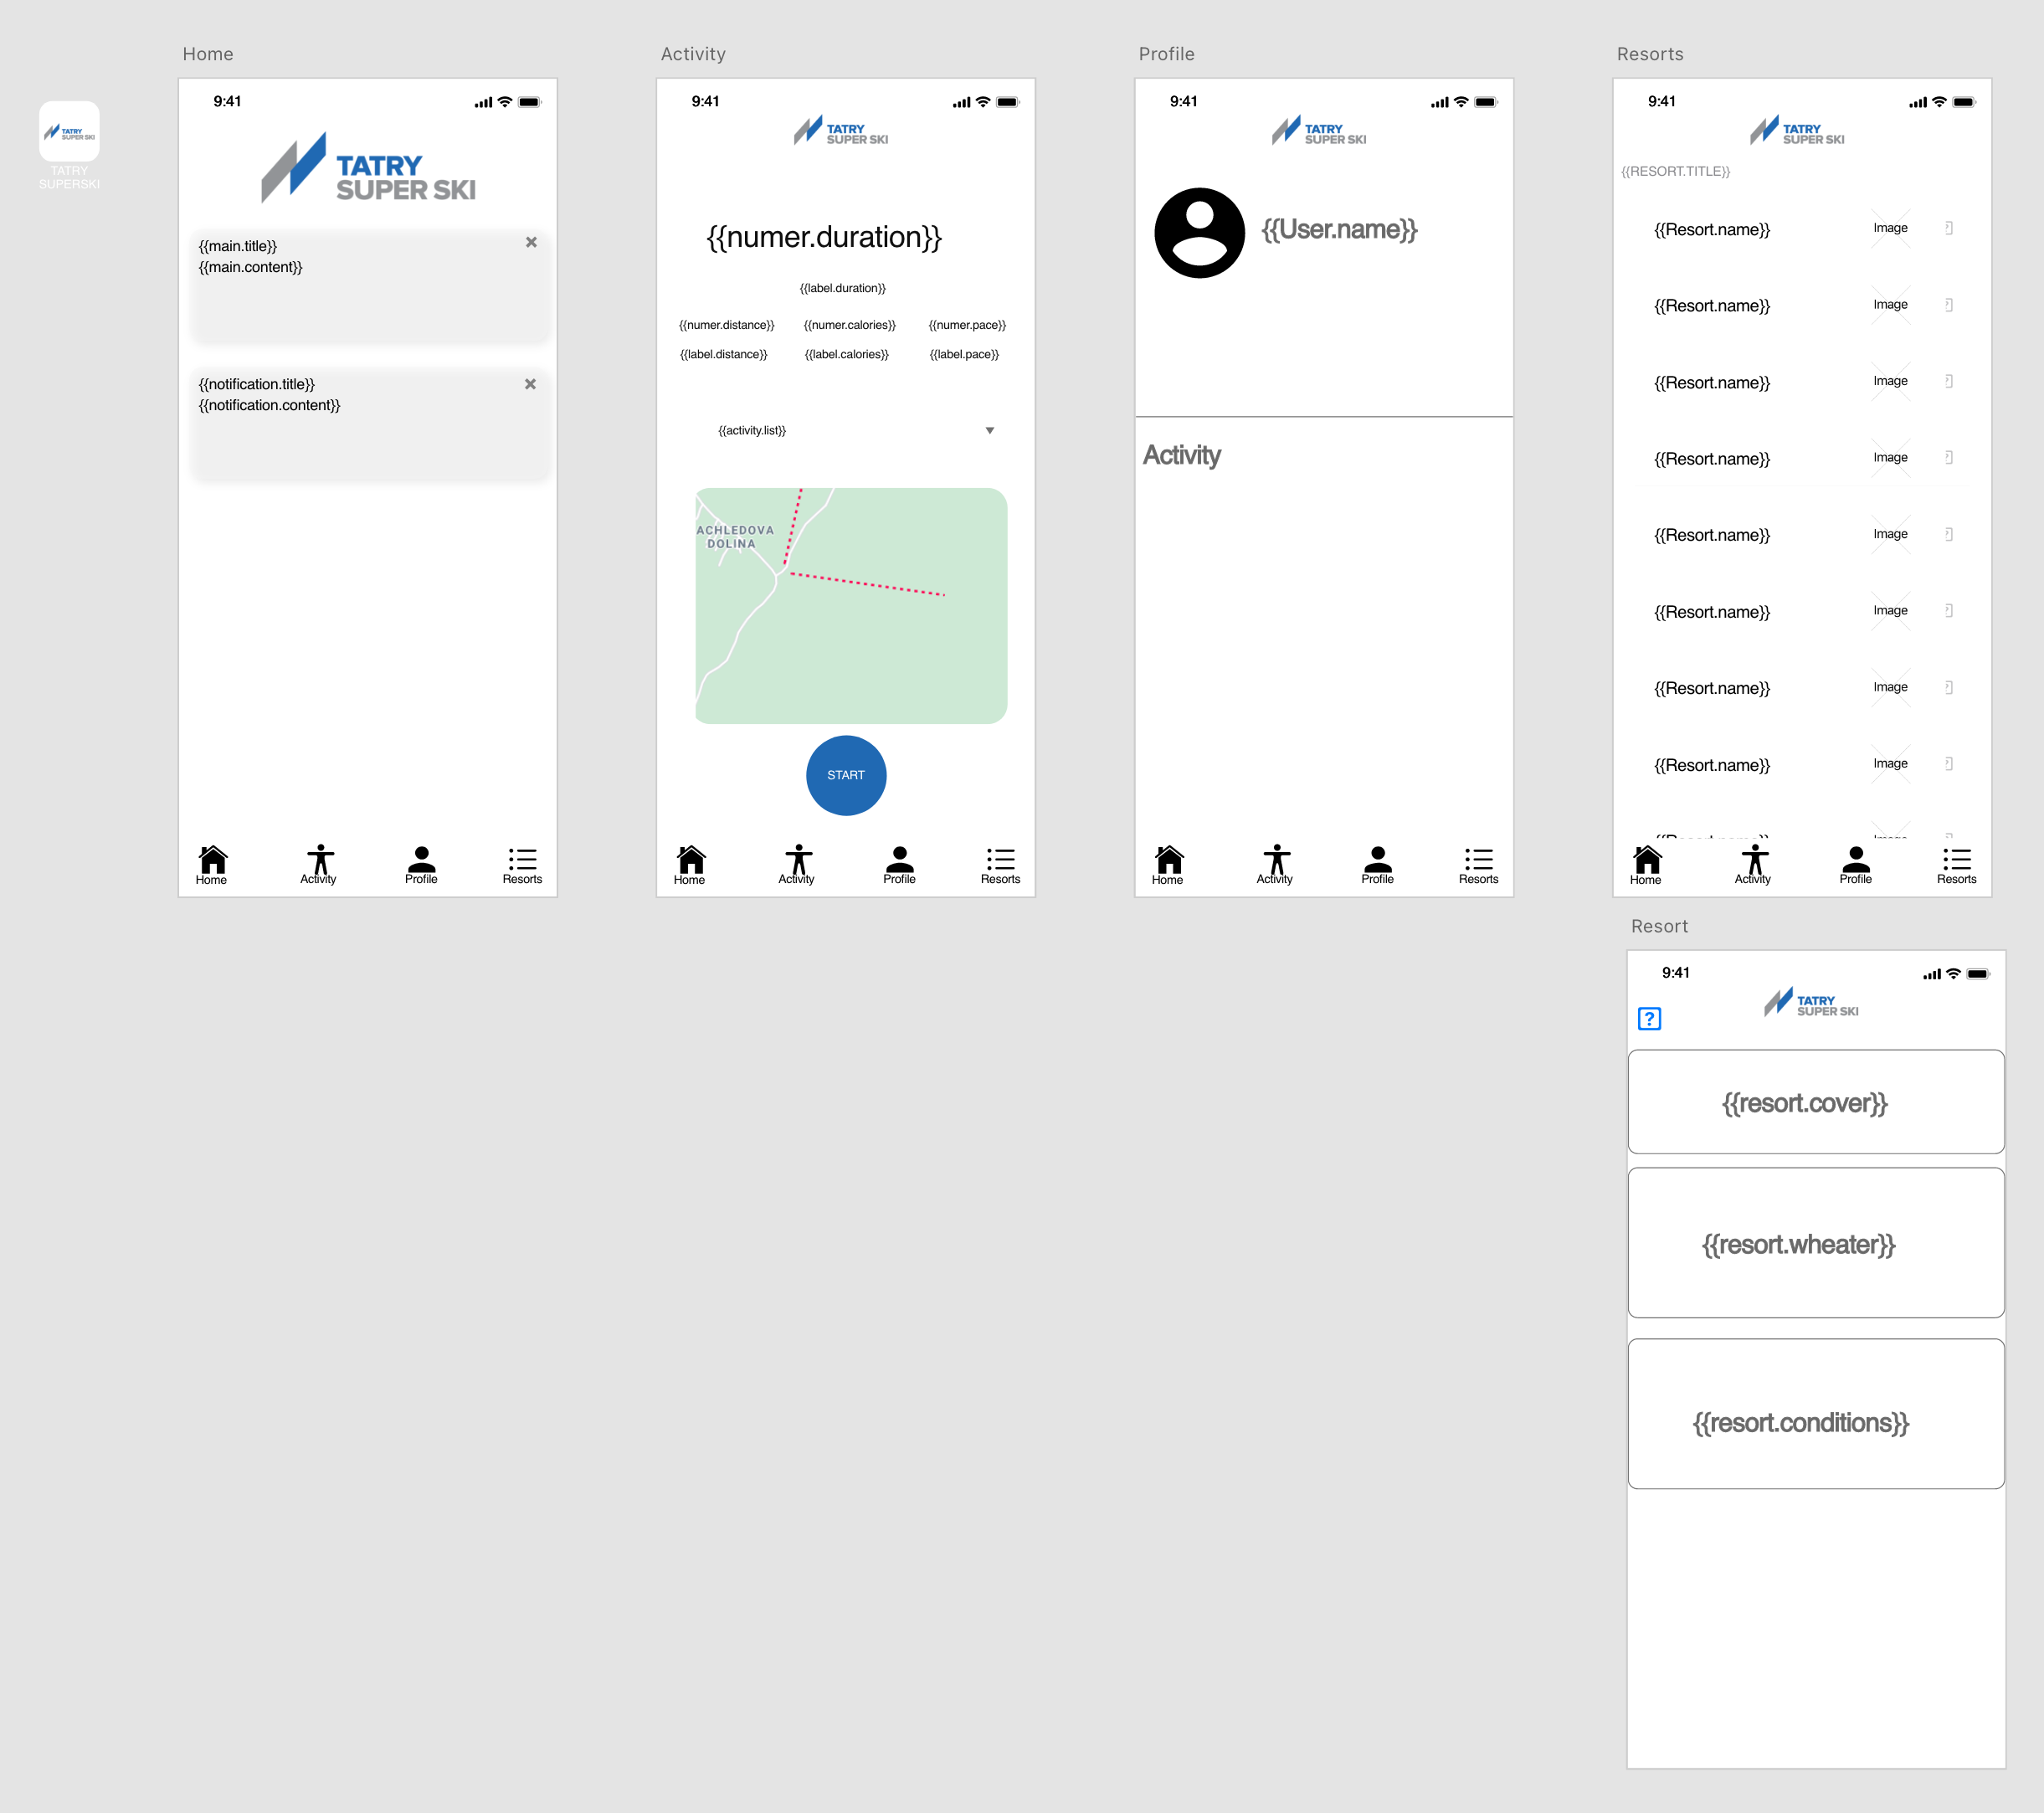 TATRY
SUPER SKI
TATRY
SUPERSKI
Home
9:41
TATRY
SUPER SKI
{{main.title}}
{{main.content}}
{{notification.title}}
{{notification.content}}
Home
Activity
Profile
Resorts
Activity
9:41
TATRY
SUPER SKI
{{numer.duration}}
{{label.duration}}
{{numer.distance}} {{numer.calories}} {{numer.pace}}
{{label.distance}} {{label.calories}} {{label.pace}}
{{activity.list}}
ACHLEDOVA
DOLINA
START
Home
Activity
Profile
Resorts
Profile
9:41
TATRY
SUPER SKI
{{User.name}}
Activity
Home
Activity
Profile
Resorts
Resorts
9:41
TATRY
SUPER SKI
{{RESORT.TITLE}}
{{Resort.name}} Image
{{Resort.name}} Image
{{Resort.name}} Image
{{Resort.name}} Image
{{Resort.name}} Image
{{Resort.name}} Image
{{Resort.name}} Image
{{Resort.name}} Image
Home
Activity
Profile
Resorts
Resort
9:41
TATRY
SUPER SKI
?
{{resort.cover}}
{{resort.wheater}}
{{resort.conditions}}